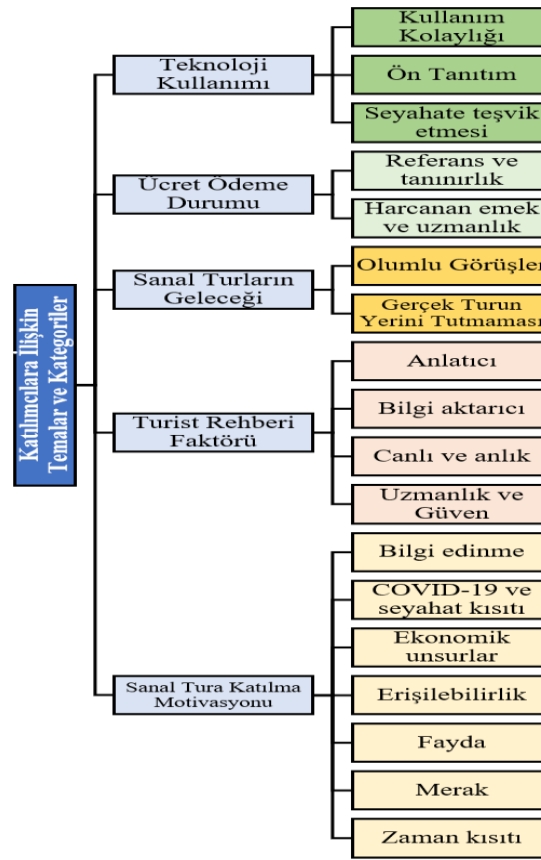 Katılımcılara İlişkin
Temalar ve Kategoriler
Teknoloji
Kullanımı
Kullanım
Kolaylığı
Ön Tanıtım
Seyahate teşvik
etmesi
Ücret Ödeme
Durumu
Referans ve
tanınırlık
Harcanan emek
ve uzmanlık
Sanal Turların
Geleceği
Olumlu Görüşler
Gerçek Turun
Yerini Tutmaması
Turist Rehberi
Faktörü
Anlatıcı
Bilgi aktarıcı
Canlı ve anlık
Uzmanlık ve
Güven
Sanal Tura Katılma
Motivasyonu
Bilgi edinme
COVID-19 ve
seyahat kısıtı
Ekonomik
unsurlar
Erişilebilirlik
Fayda
Merak
Zaman kısıtı